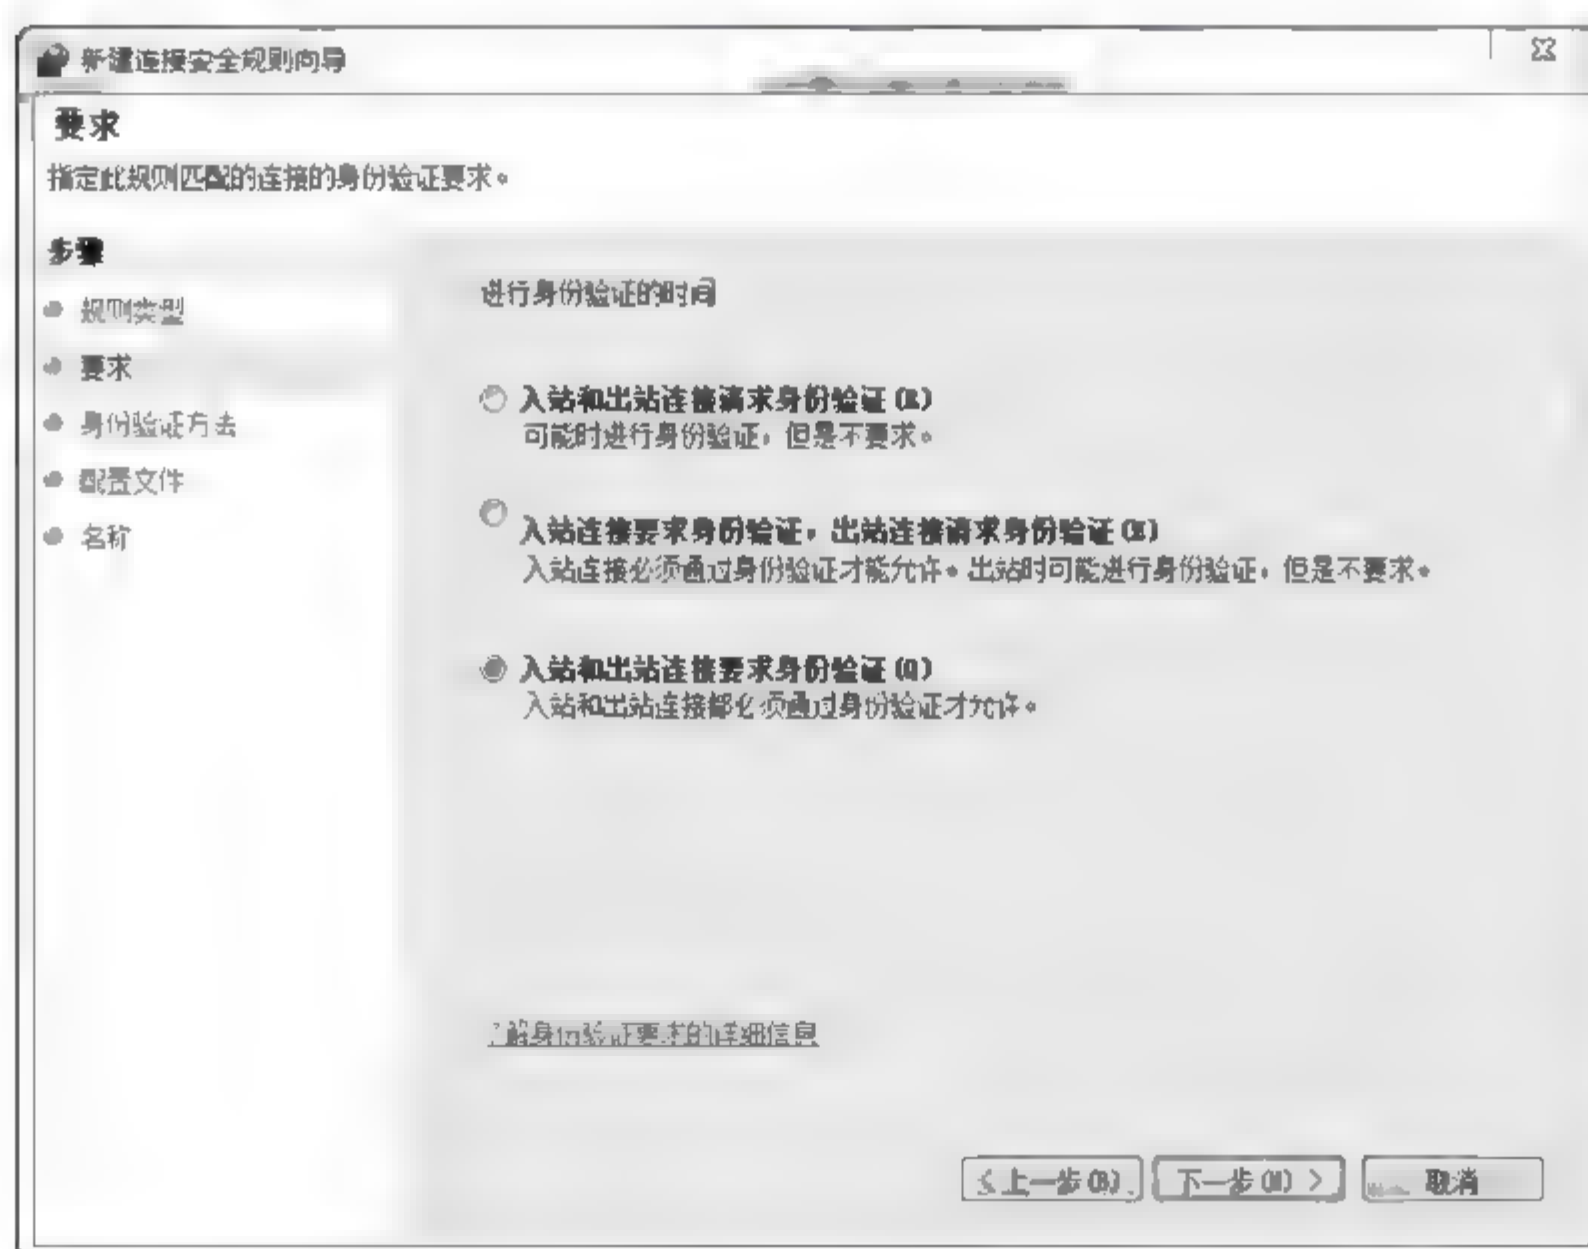 新建连接安全规则向导
要求
指定此规则匹配的连接的身份验证要求。
步骤
规则类型
要求
身份验证方法
配置文件
名称
进行身份验证的时间
入站和出站连接请求身份验证(R)
可能时进行身份验证，但是不要求。
入站连接要求身份验证，出站连接请求身份验证(E)
入站连接必须通过身份验证才能允许。出站时可能进行身份验证，但是不要求。
入站和出站连接要求身份验证(Q)
入站和出站连接都必须通过身份验证才允许。
了解身份验证要求的详细信息
< 上一步(B) 下一步(N) > 取消